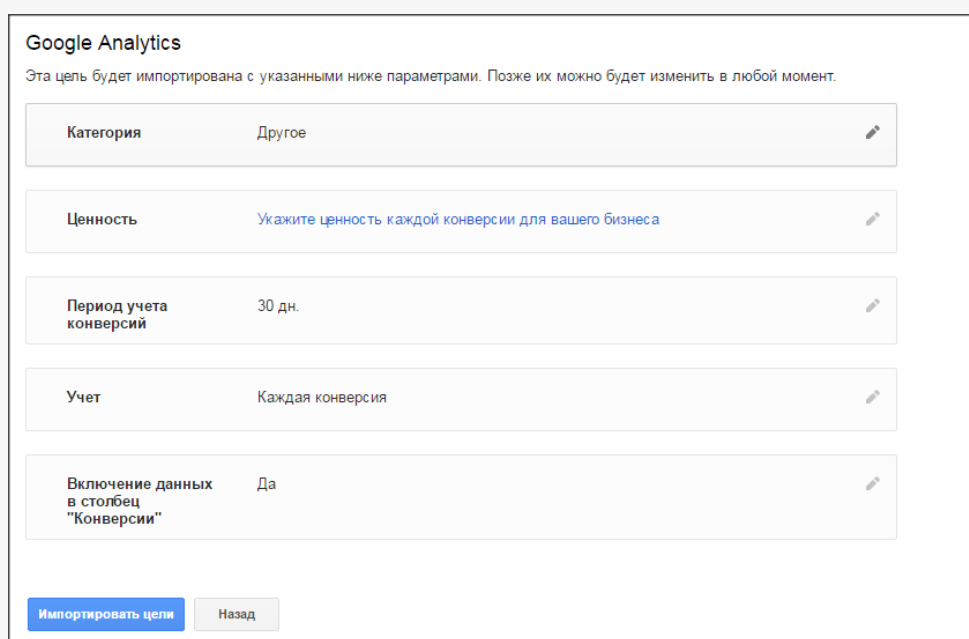 Google Analytics
Эта цель будет импортирована с указанными ниже параметрами. Позже их можно будет изменить в любой момент.
Категория Другое
Ценность Укажите ценность каждой конверсии для вашего бизнеса
Период учета 30 дн.
конверсий
Учет Каждая конверсия
Включение данных Да
в столбец
"Конверсии"
Импортировать цели Назад